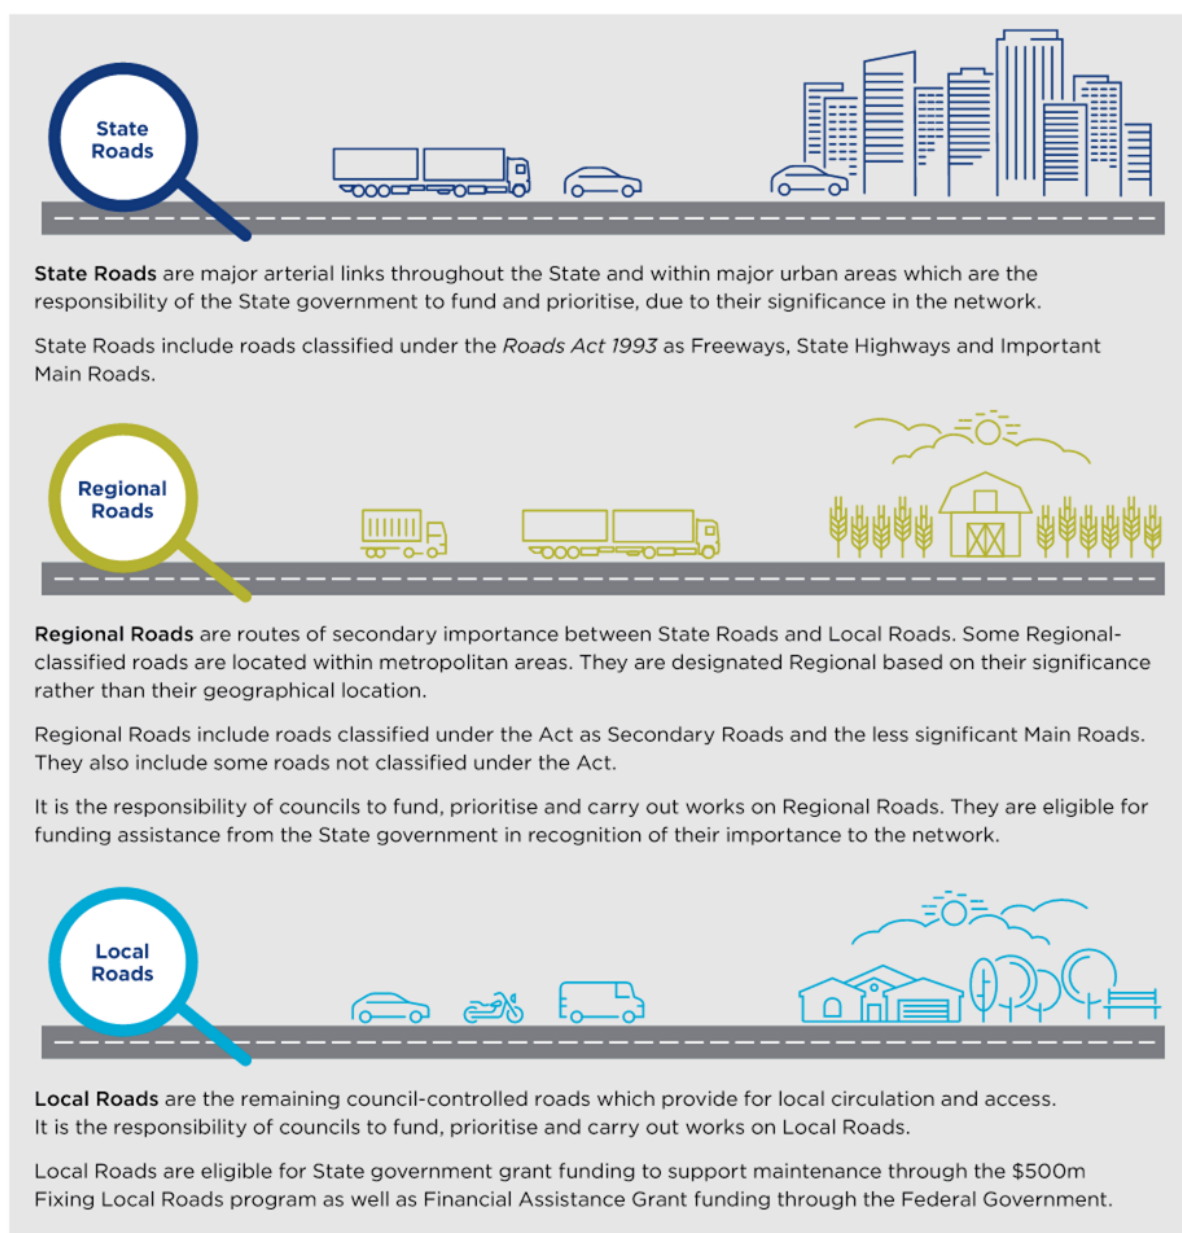 State
Roads
State Roads are major arterial links throughout the State and within major urban areas which are the
responsibility of the State government to fund and prioritise, due to their significance in the network.
State Roads include roads classified under the Roads Act 1993 as Freeways, State Highways and Important
Main Roads.
Regional
Roads
Regional Roads are routes of secondary importance between State Roads and Local Roads. Some Regional-
classified roads are located within metropolitan areas. They are designated Regional based on their significance
rather than their geographical location.
Regional Roads include roads classified under the Act as Secondary Roads and the less significant Main Roads.
They also include some roads not classified under the Act.
It is the responsibility of councils to fund, prioritise and carry out works on Regional Roads. They are eligible for
funding assistance from the State government in recognition of their importance to the network.
Local
Roads
Local Roads are the remaining council-controlled roads which provide for local circulation and access.
It is the responsibility of councils to fund, prioritise and carry out works on Local Roads.
Local Roads are eligible for State government grant funding to support maintenance through the $500m
Fixing Local Roads program as well as Financial Assistance Grant funding through the Federal Government.